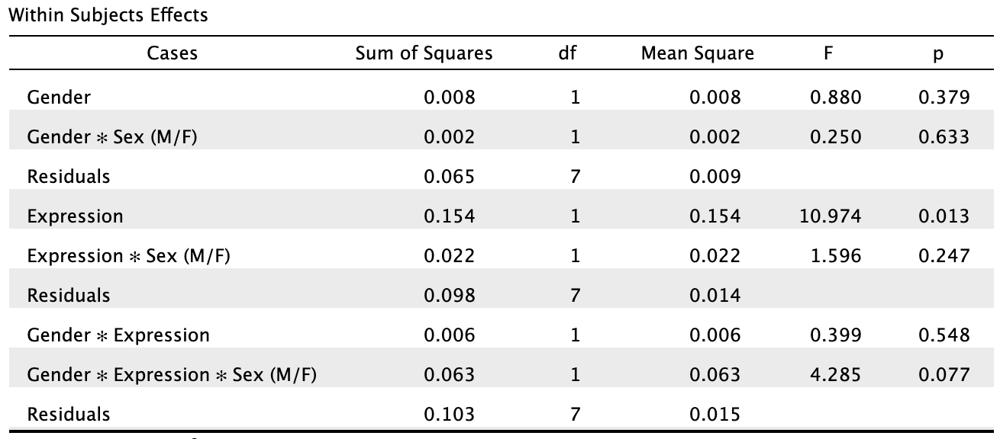 Within Subjects Effects
Cases Sum of Squares df Mean Square F p
Gender 0.008 1 0.008 0.880 0.379
Gender ∗ Sex (M/F) 0.002 1 0.002 0.250 0.633
Residuals 0.065 7 0.009
Expression 0.154 1 0.154 10.974 0.013
Expression ∗ Sex (M/F) 0.022 1 0.022 1.596 0.247
Residuals 0.098 7 0.014
Gender ∗ Expression 0.006 1 0.006 0.399 0.548
Gender ∗ Expression ∗ Sex (M/F) 0.063 1 0.063 4.285 0.077
Residuals 0.103 7 0.015